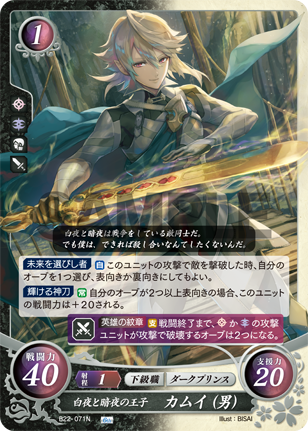 1
SAMPLE
白夜と暗夜は戦争をしている敵同士だ。
でも僕は、できれば殺し合いなんてしたくないんだ。
未来を選びし者 自 このユニットの攻撃で敵を撃破した時、自分の
オーブを1つ選び、表向きか裏向きにしてもよい。
輝ける神刀 常 自分のオーブが2つ以上表向きの場合、このユニット
の戦闘力は+20される。
英雄の紋章 支 戦闘終了まで、か の攻撃
ユニットが攻撃で破壊するオーブは2つになる。
戦闘力
40
射程
1
下級職
ダークプリンス
支援力
20
白夜と暗夜の王子 カムイ(男)
B22-071N
Illust：BISAI